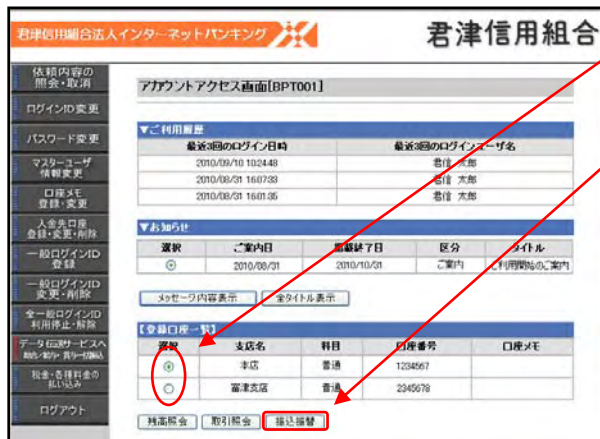 君津信用組合法人インターネットバンキング
君津信用組合
依頼内容の
照会・取消
ログインID変更
パスワード変更
マスターユーザ
情報変更
口座メモ
登録・変更
入金先口座
登録・変更・削除
一般ログインID
登録
一般ログインID
変更・削除
全一般ログインID
利用停止・解除
データ伝送サービスへ
税金・各種料金の
払い込み
ログアウト
アカウントアクセス画面[BPT001]
▼ご利用履歴
最近3回のログイン日時 最近3回のログインユーザ名
2010/09/10 102448 君信 太郎
2010/08/31 160733 君信 太郎
2010/08/31 160135 君信 太郎
▼お知らせ
選択 ご案内日 掲載終了日 区分 タイトル
2010/08/31 2010/10/31 ご案内 ご利用開始のご案内
メッセージ内容表示 全タイトル表示
【登録口座一覧】
選択 支店名 科目 口座番号 口座メモ
本店 普通 1234567
富津支店 普通 2345678
残高照会 取引照会 振込振替